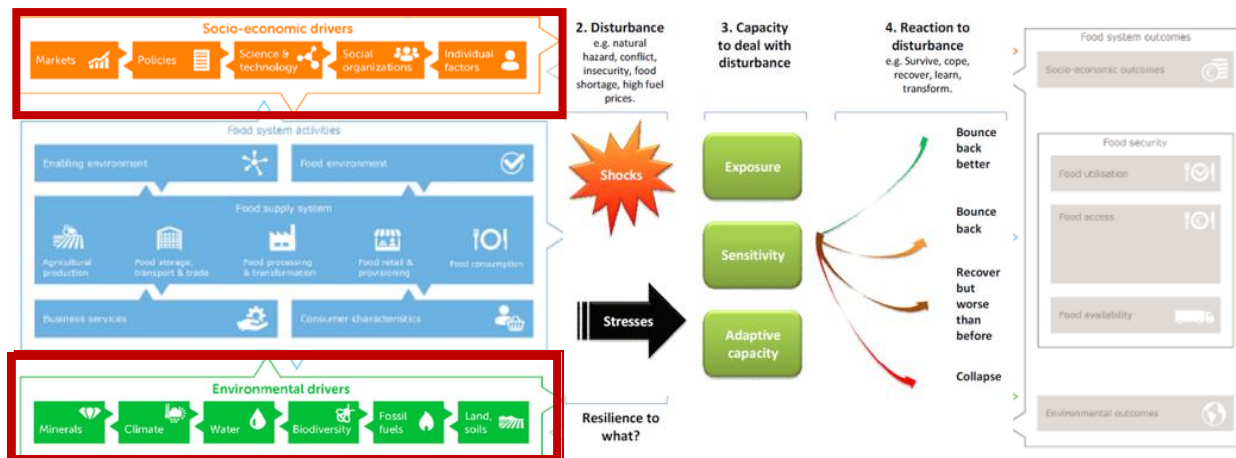 Socio-economic drivers
Markets
Policies
Science &
technology
Social
organizations
Individual
factors
Food system activities
Enabling environment
Food environment
Food supply system
Agricultural
production
Food storage,
transport & trade
Food processing
& transformation
Food retail &
provisioning
Food consumption
Business services
Consumer characteristics
Environmental drivers
Minerals
Climate
Water
Biodiversity
Fossil
fuels
Land,
soils
2. Disturbance
e.g. natural
hazard, conflict,
insecurity, food
shortage, high fuel
prices.
Shocks
Stresses
Resilience to
what?
3. Capacity
to deal with
disturbance
Exposure
Sensitivity
Adaptive
capacity
4. Reaction to
disturbance
e.g. Survive, cope,
recover, learn,
transform.
Bounce
back
better
Bounce
back
Recover
but
worse
than
before
Collapse
Food system outcomes
Socio-economic outcomes
Food security
Food utilisation
Food access
Food availability
Environmental outcomes